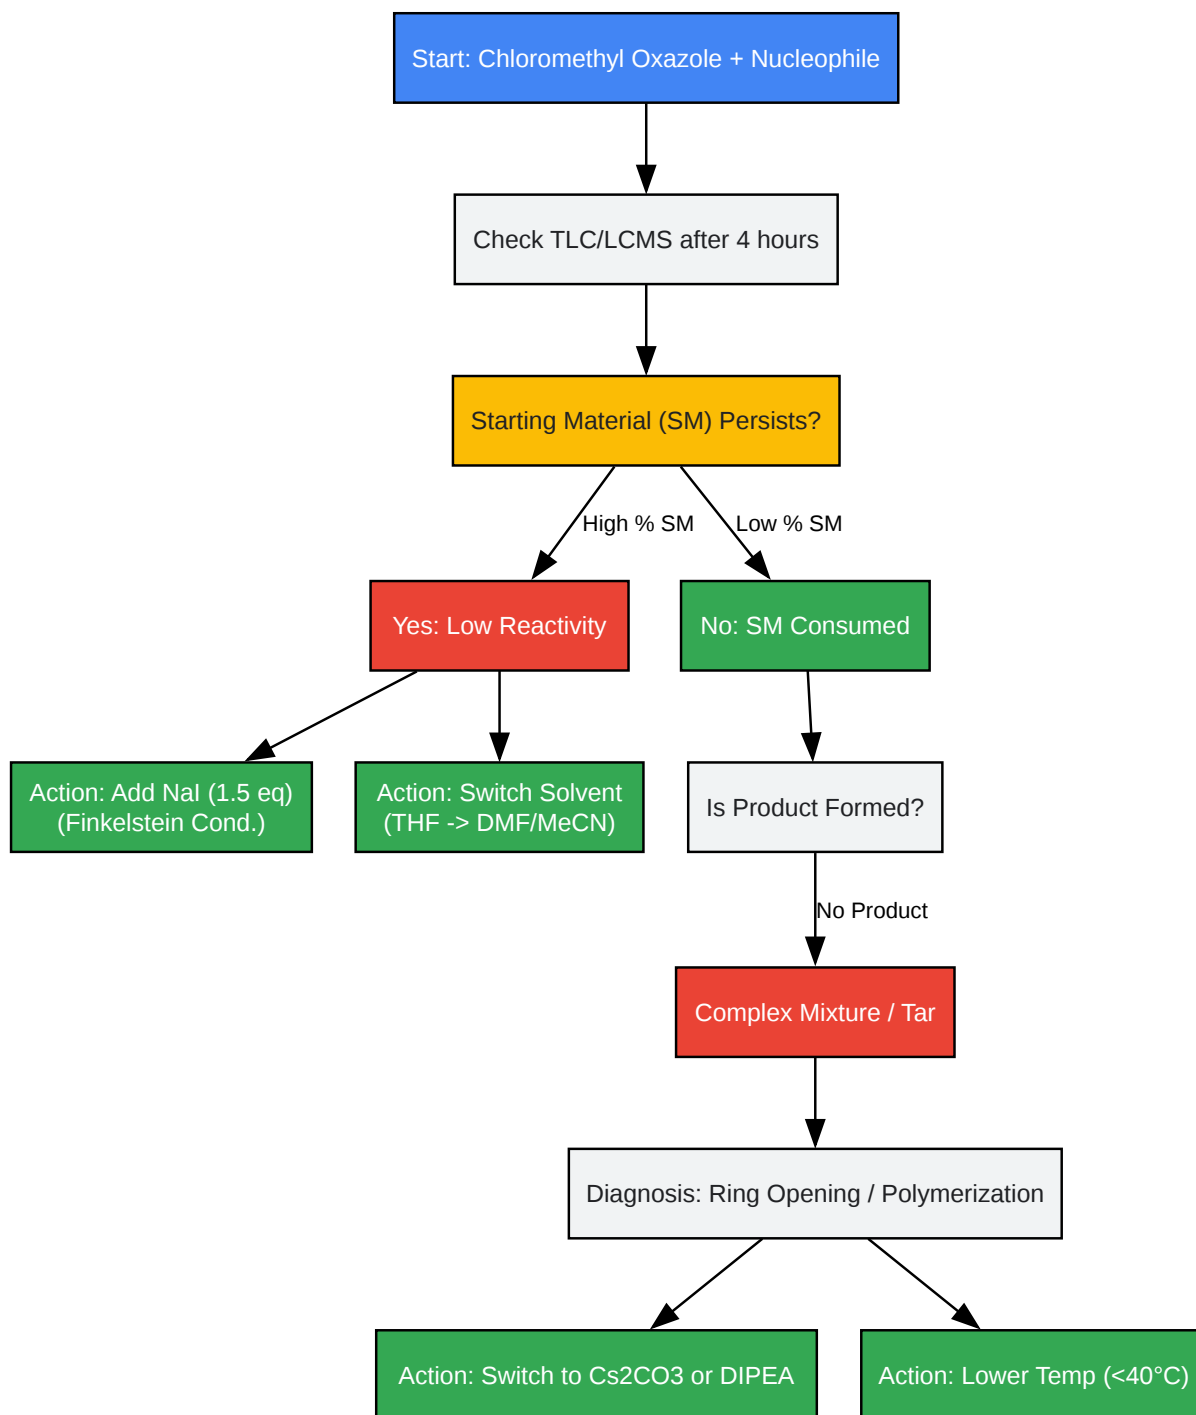 Start: Chloromethyl Oxazole + Nucleophile
Check TLC/LCMS after 4 hours
Starting Material (SM) Persists?
High % SM
Low % SM
Yes: Low Reactivity
No: SM Consumed
Action: Add NaI (1.5 eq)
(Finkelstein Cond.)
Action: Switch Solvent
(THF -> DMF/MeCN)
Is Product Formed?
No Product
Complex Mixture / Tar
Diagnosis: Ring Opening / Polymerization
Action: Switch to Cs2CO3 or DIPEA
Action: Lower Temp (<40°C)